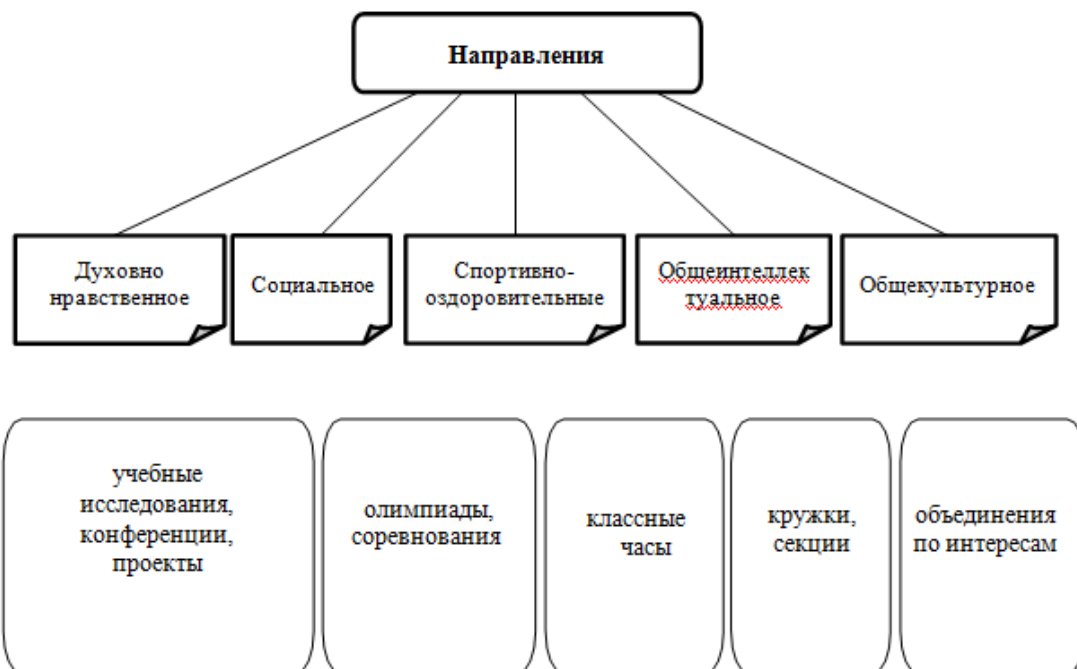 Направления
Духовно
нравственное
Социальное
Спортивно-
оздоровительные
Общеинтеллек
туальное
Общекультурное
учебные
исследования,
конференции,
проекты
олимпиады,
соревнования
классные
часы
кружки,
секции
объединения
по интересам